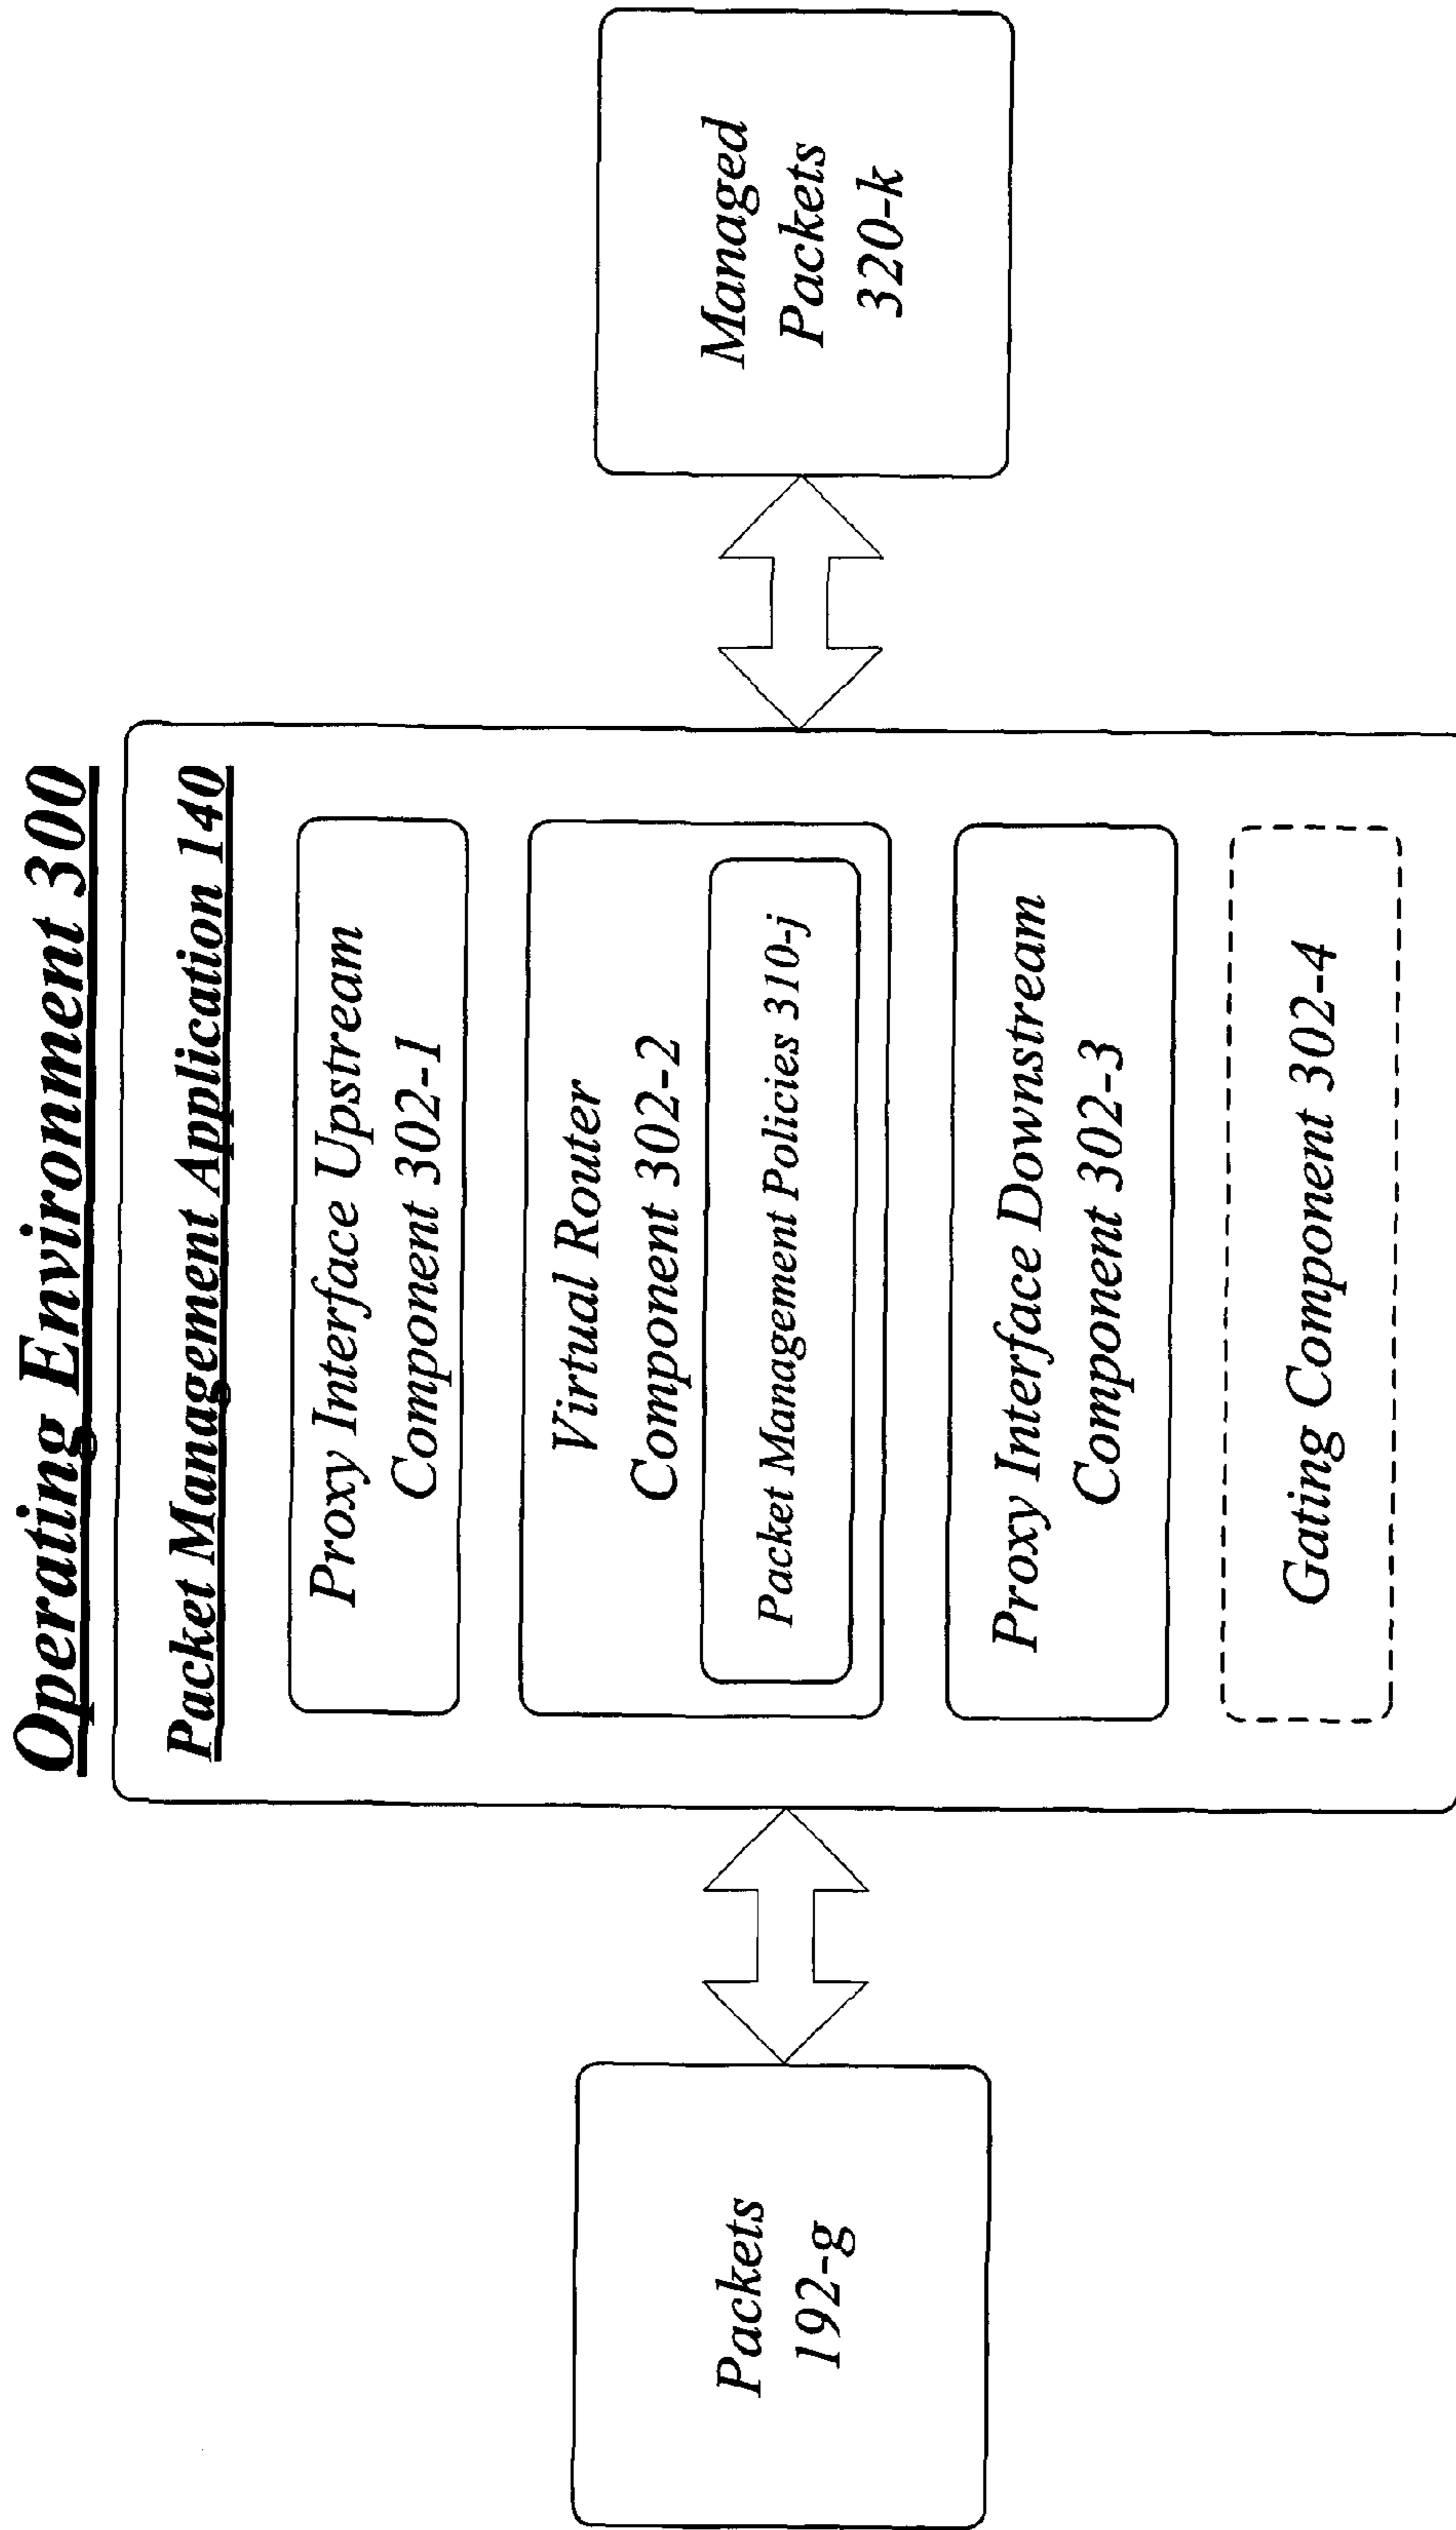 Operating Environment 300
Packet Management Application 140
Proxy Interface Upstream
Component 302-1
Virtual Router
Component 302-2
Packet Management Policies 310-j
Proxy Interface Downstream
Component 302-3
Gating Component 302-4
Packets
192-g
Managed
Packets
320-k